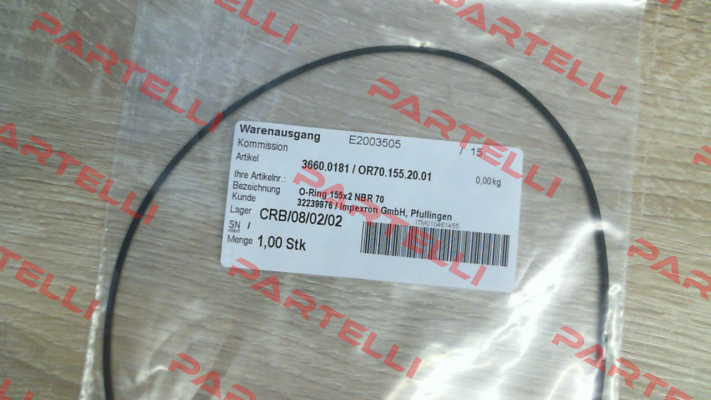 PARTELLI
PARTELLI
PARTELLI
PARTELLI
Warenausgang E2003505 / 15
Kommission
Artikel 3660.0181 / OR70.155.20.01 0,00kg
Ihre Artikelnr.:
Bezeichnung O-Ring 155x2 NBR 70
Kunde 32239976 / Impexron GmbH, Pfullingen
Lager CRB/08/02/02 ITM010461455
SN /
Menge 1,00 Stk
PARTELLI
PARTELLI
PARTELLI
PARTELLI
PARTELLI